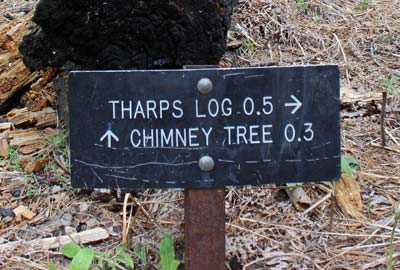 THARPS LOG 0.5 →
↑ CHIMNEY TREE 0.3